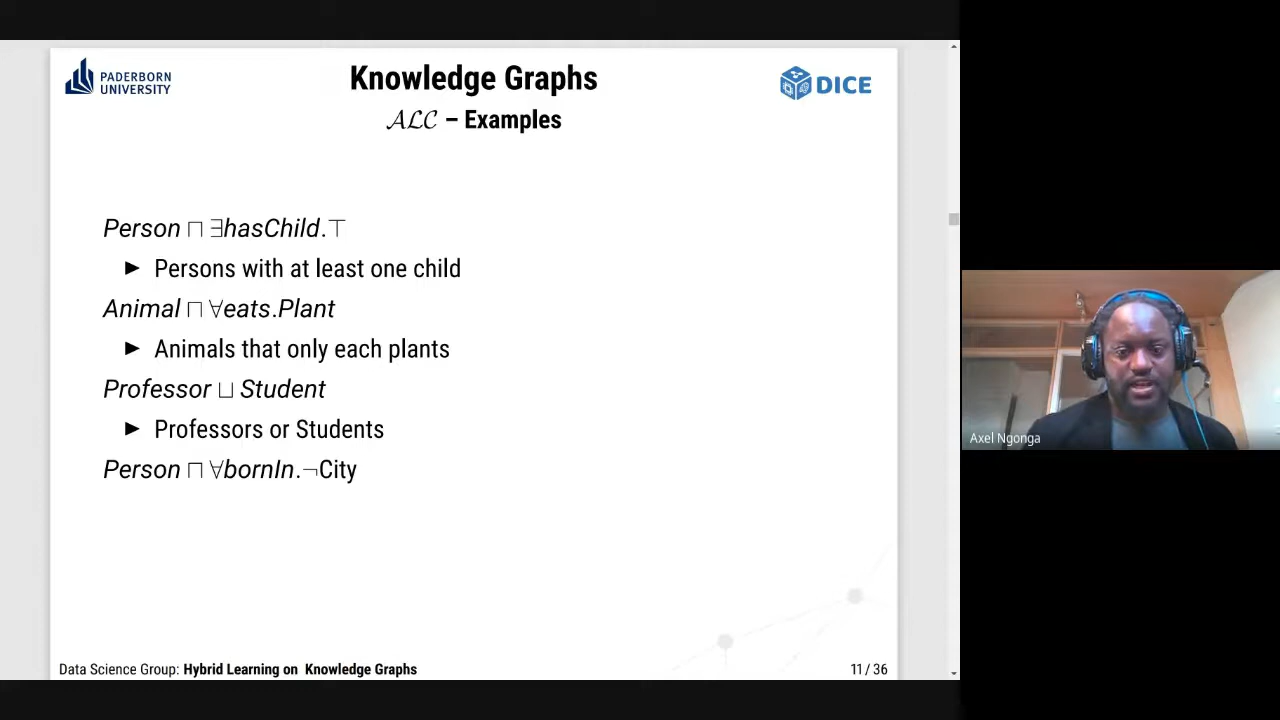 PADERBORN
UNIVERSITY
Knowledge Graphs
DICE
𝒜ℒ𝒞 – Examples
Person ⊓ ∃hasChild.⊤
► Persons with at least one child
Animal ⊓ ∀eats.Plant
► Animals that only each plants
Professor ⊔ Student
► Professors or Students
Person ⊓ ∀bornIn.¬City
Axel Ngonga
Data Science Group: Hybrid Learning on Knowledge Graphs
11 / 36